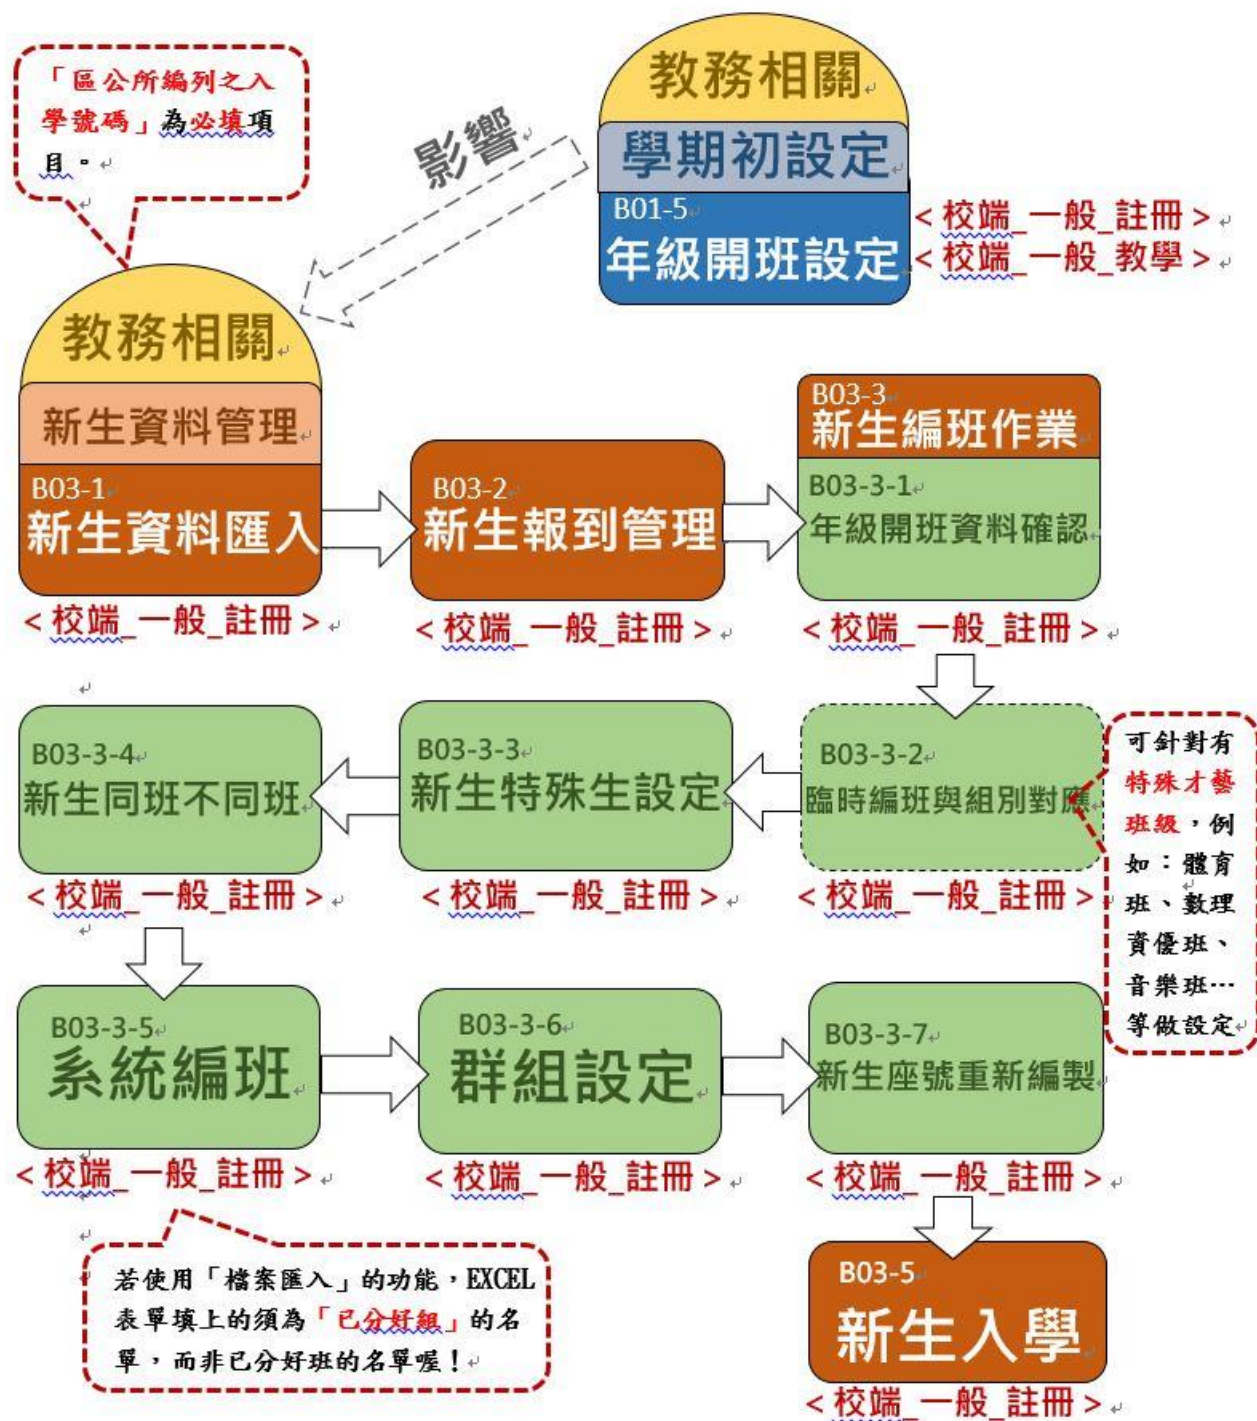 「區公所編列之入
學號碼」為必填項
目。
影響
教務相關
學期初設定
B01-5
年級開班設定
<校端_一般_註冊>
<校端_一般_教學>
教務相關
新生資料管理
B03-1
新生資料匯入
<校端_一般_註冊>
B03-2
新生報到管理
<校端_一般_註冊>
B03-3
新生編班作業
B03-3-1
年級開班資料確認
<校端_一般_註冊>
B03-3-2
臨時編班與組別對應
<校端_一般_註冊>
可針對有
特殊才藝
班級,例
如:體育
班、數理
資優班、
音樂班…
等做設定
B03-3-3
新生特殊生設定
<校端_一般_註冊>
B03-3-4
新生同班不同班
<校端_一般_註冊>
B03-3-5
系統編班
<校端_一般_註冊>
若使用「檔案匯入」的功能,EXCEL
表單填上的須為「已分好組」的名
單,而非已分好班的名單喔!
B03-3-6
群組設定
<校端_一般_註冊>
B03-3-7
新生座號重新編製
<校端_一般_註冊>
B03-5
新生入學
<校端_一般_註冊>